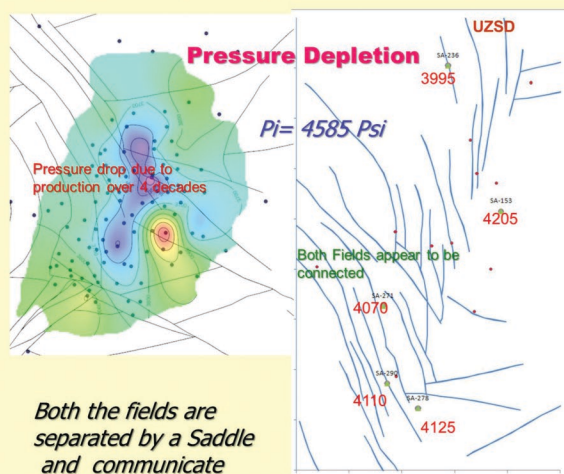 Pressure Depletion
UZSD
SA-236
3995
Pi= 4585 Psi
Pressure drop due to
production over 4 decades
SA-153
4205
Both Fields appear to be
connected
SA-271
4070
SA-290
4110
SA-278
4125
Both the fields are
separated by a Saddle
and communicate